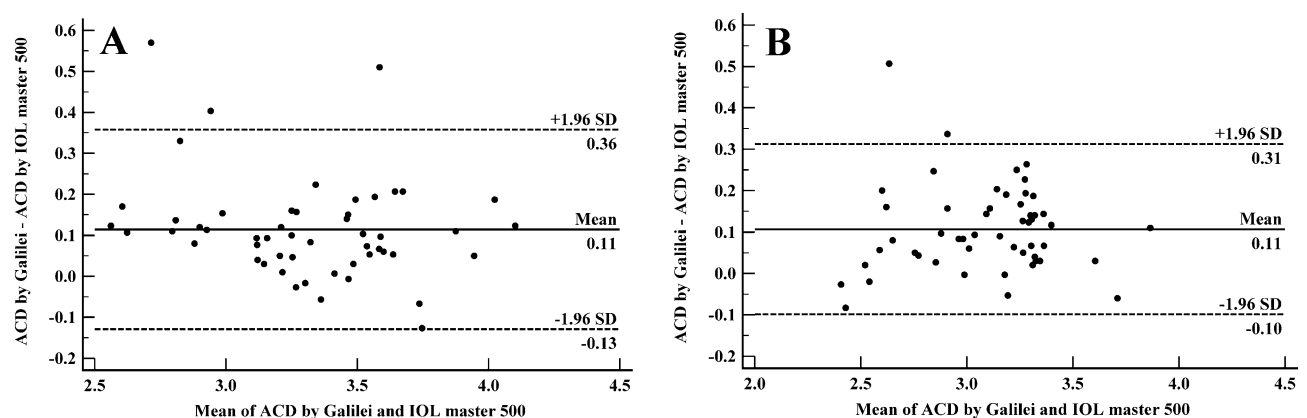 A
ACD by Galilei - ACD by IOL master 500
0.6
0.5
0.4
0.3
0.2
0.1
0.0
-0.1
-0.2
+1.96 SD
0.36
Mean
0.11
-1.96 SD
-0.13
2.5 3.0 3.5 4.0 4.5
Mean of ACD by Galilei and IOL master 500
B
ACD by Galilei - ACD by IOL master 500
0.6
0.5
0.4
0.3
0.2
0.1
0.0
-0.1
-0.2
+1.96 SD
0.31
Mean
0.11
-1.96 SD
-0.10
2.0 2.5 3.0 3.5 4.0 4.5
Mean of ACD by Galilei and IOL master 500